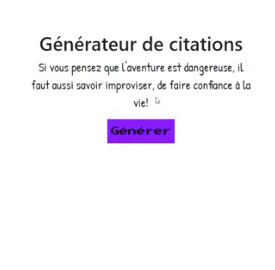 Générateur de citations
Si vous pensez que l'aventure est dangereuse, il
faut aussi savoir improviser, de faire confiance à la
vie!
Générer